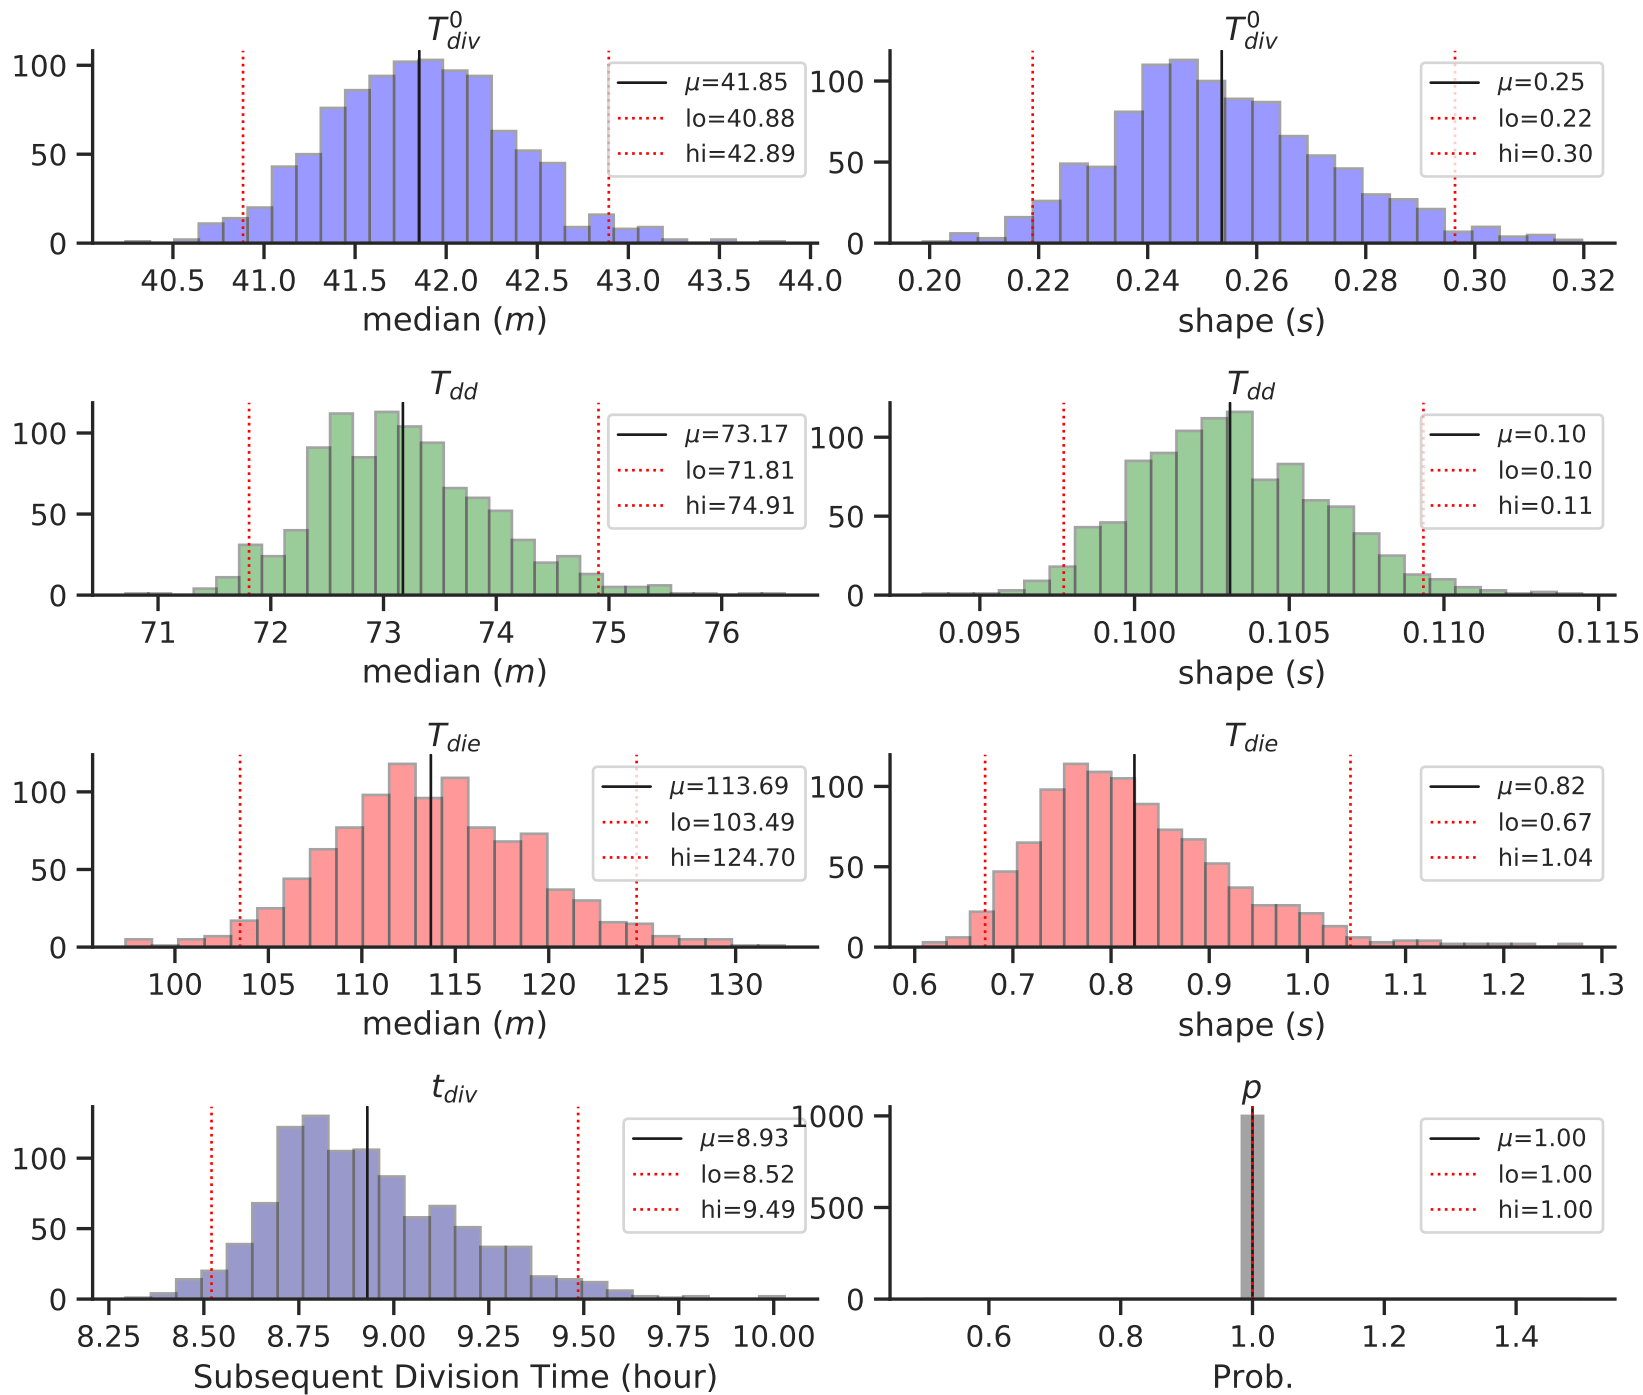 T⁰div
100
50
0
μ=41.85
lo=40.88
hi=42.89
40.5 41.0 41.5 42.0 42.5 43.0 43.5 44.0
median (m)
T⁰div
100
50
0
μ=0.25
lo=0.22
hi=0.30
0.20 0.22 0.24 0.26 0.28 0.30 0.32
shape (s)
Tdd
100
50
0
μ=73.17
lo=71.81
hi=74.91
71 72 73 74 75 76
median (m)
Tdd
100
50
0
μ=0.10
lo=0.10
hi=0.11
0.095 0.100 0.105 0.110 0.115
shape (s)
Tdie
100
50
0
μ=113.69
lo=103.49
hi=124.70
100 105 110 115 120 125 130
median (m)
Tdie
100
50
0
μ=0.82
lo=0.67
hi=1.04
0.6 0.7 0.8 0.9 1.0 1.1 1.2 1.3
shape (s)
tdiv
100
50
0
μ=8.93
lo=8.52
hi=9.49
8.25 8.50 8.75 9.00 9.25 9.50 9.75 10.00
Subsequent Division Time (hour)
p
1000
500
0
μ=1.00
lo=1.00
hi=1.00
0.6 0.8 1.0 1.2 1.4
Prob.